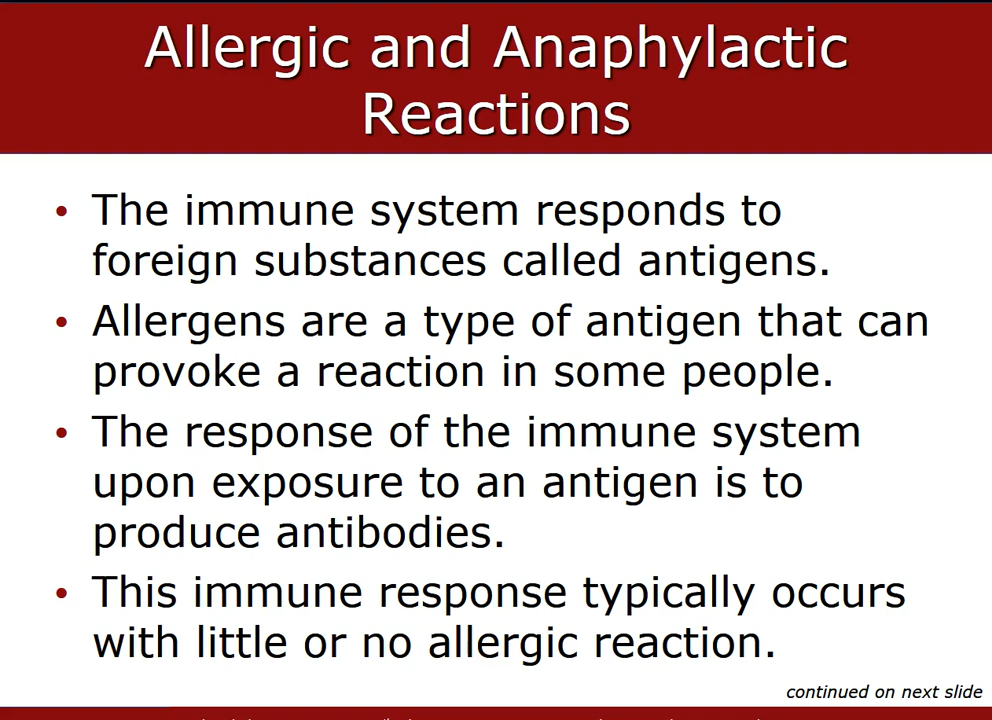 Allergic and Anaphylactic
Reactions
• The immune system responds to
foreign substances called antigens.
• Allergens are a type of antigen that can
provoke a reaction in some people.
• The response of the immune system
upon exposure to an antigen is to
produce antibodies.
• This immune response typically occurs
with little or no allergic reaction.
continued on next slide